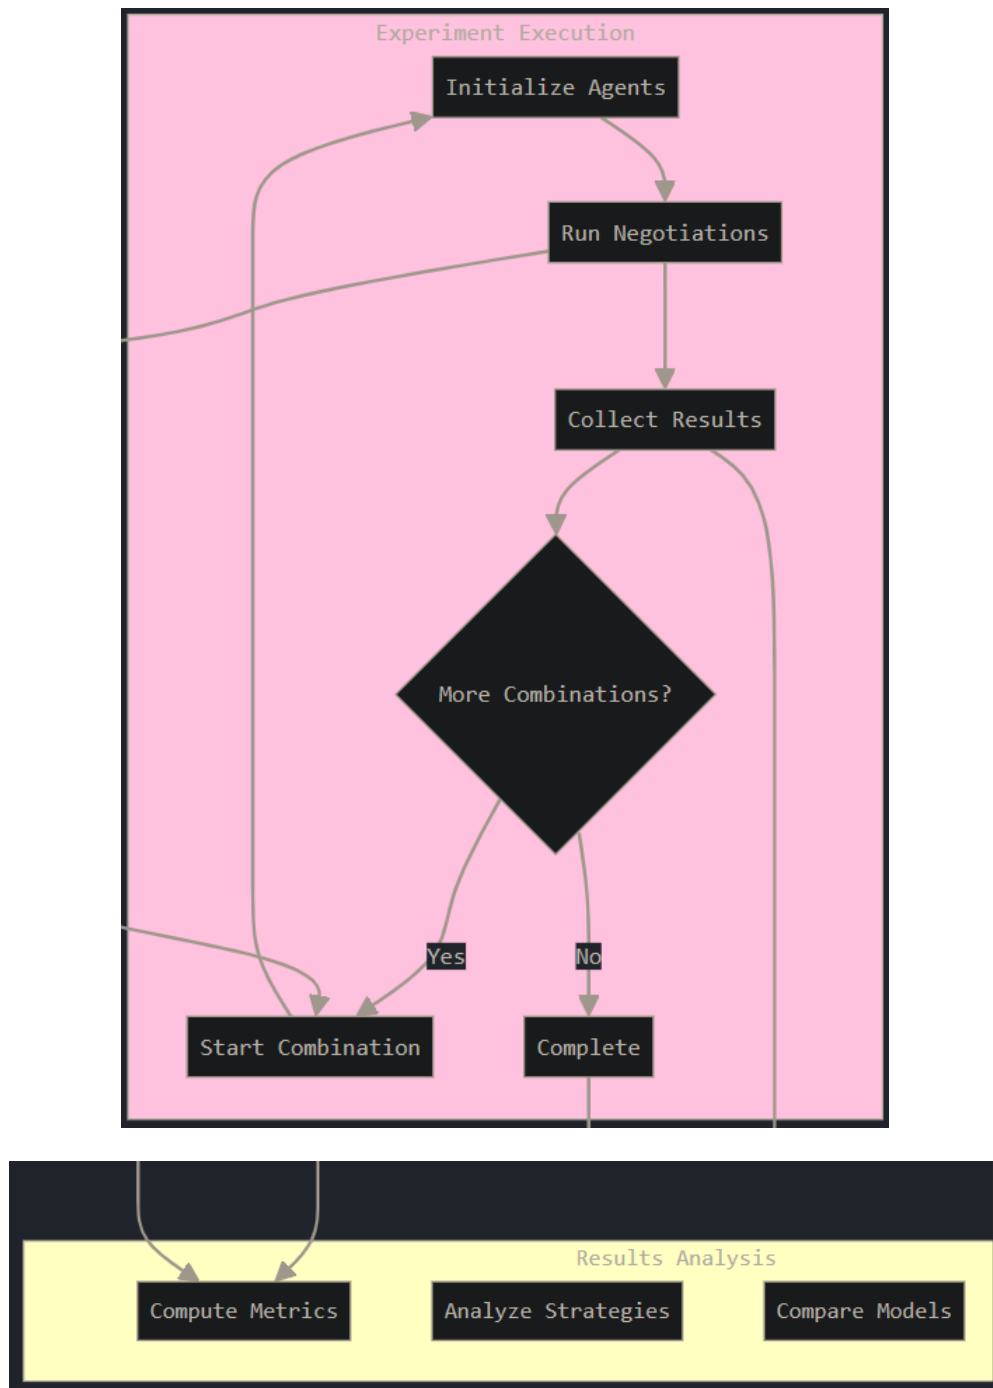 Experiment Execution
Initialize Agents
Run Negotiations
Collect Results
More Combinations?
Yes
No
Start Combination
Complete
Results Analysis
Compute Metrics
Analyze Strategies
Compare Models